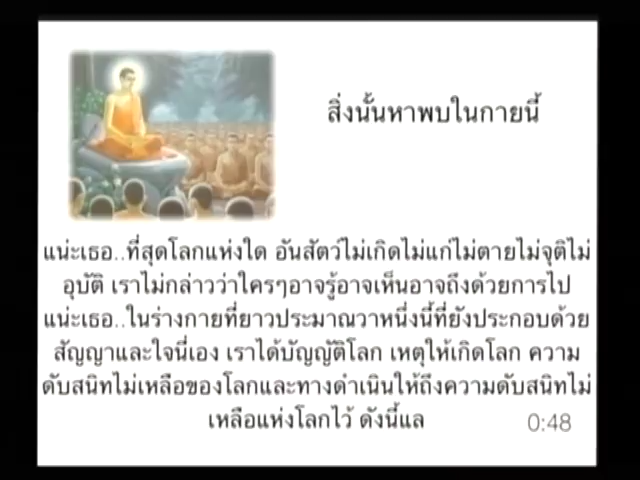 สิ่งนั้นหาพบในกายนี้
แน่ะเธอ..ที่สุดโลกแห่งใด อันสัตว์ไม่เกิดไม่แก่ไม่ตายไม่จุติไม่
อุบัติ เราไม่กล่าวว่าใครๆอาจรู้อาจเห็นอาจถึงด้วยการไป
แน่ะเธอ..ในร่างกายที่ยาวประมาณวาหนึ่งนี้ที่ยังประกอบด้วย
สัญญาและใจนี่เอง เราได้บัญญัติโลก เหตุให้เกิดโลก ความ
ดับสนิทไม่เหลือของโลกและทางดำเนินให้ถึงความดับสนิทไม่
เหลือแห่งโลกไว้ ดังนี้แล
0:48